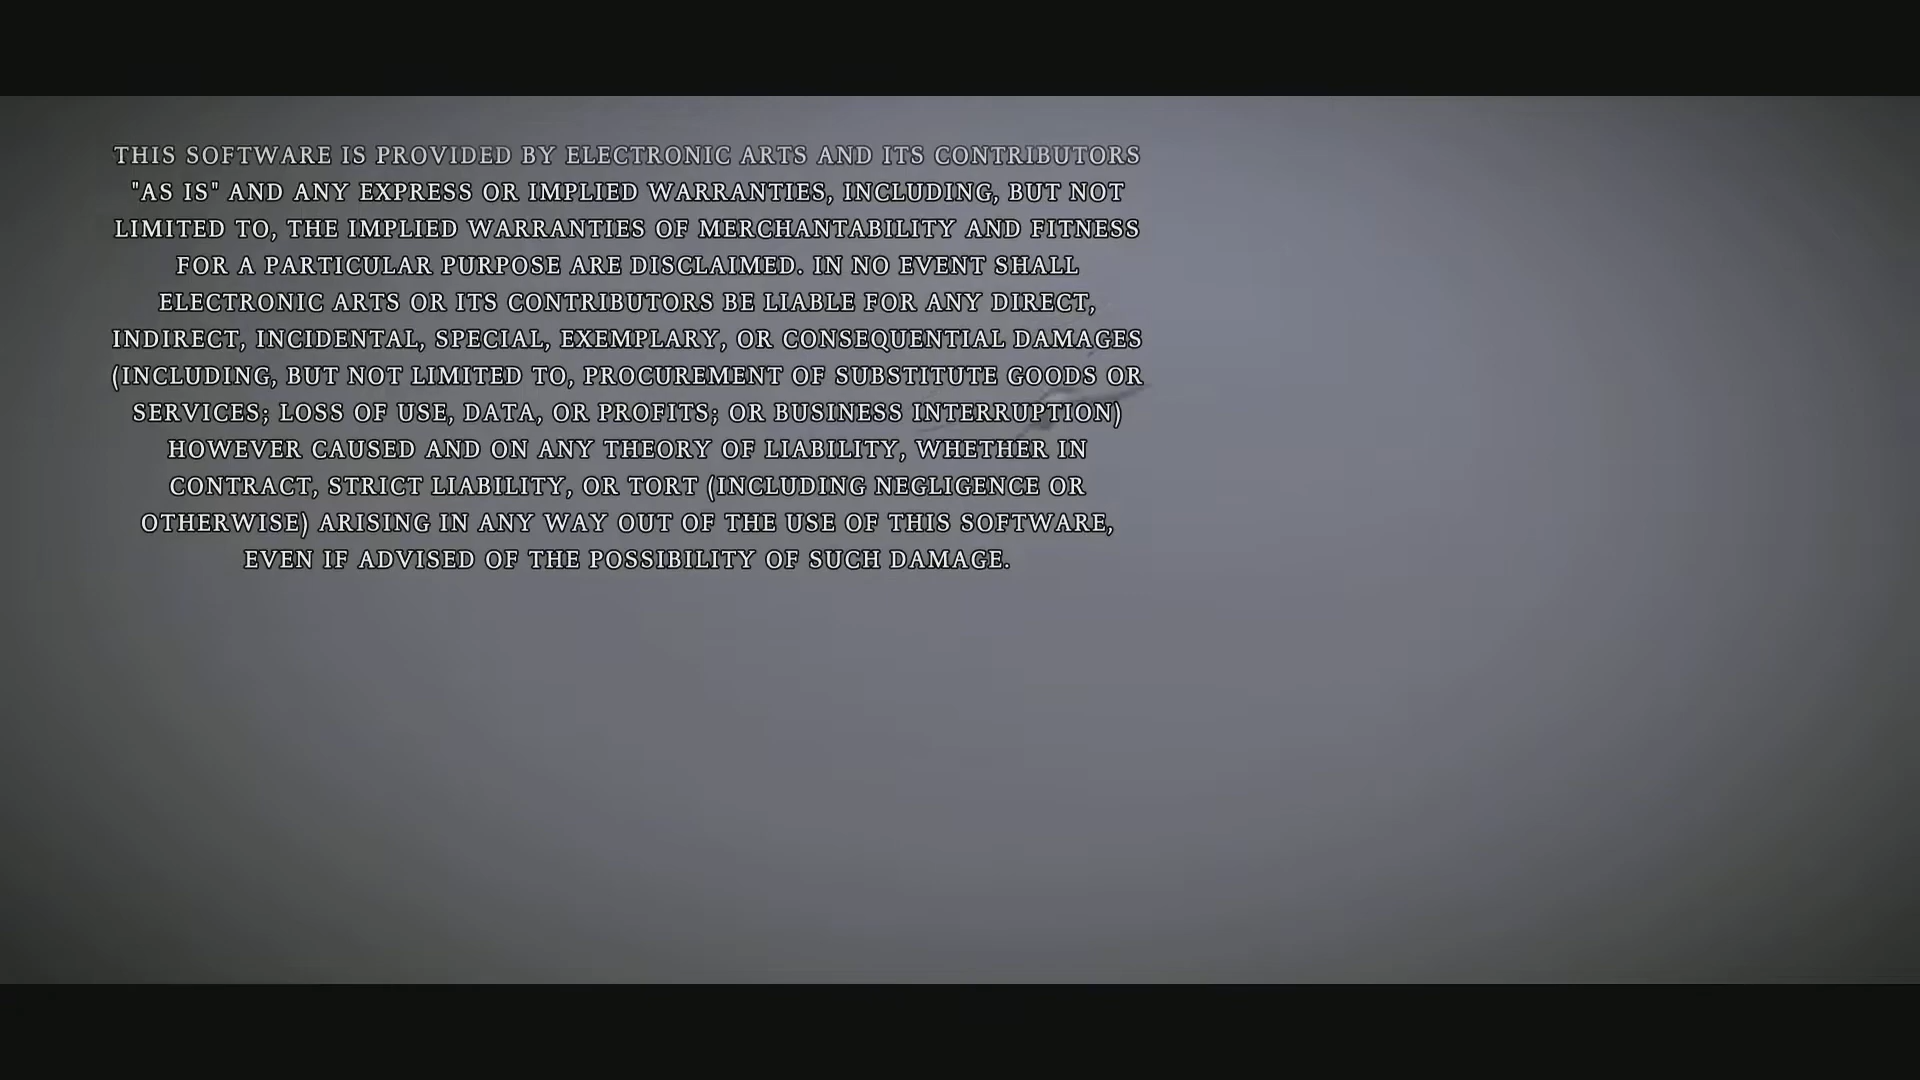 THIS SOFTWARE IS PROVIDED BY ELECTRONIC ARTS AND ITS CONTRIBUTORS
"AS IS" AND ANY EXPRESS OR IMPLIED WARRANTIES, INCLUDING, BUT NOT
LIMITED TO, THE IMPLIED WARRANTIES OF MERCHANTABILITY AND FITNESS
FOR A PARTICULAR PURPOSE ARE DISCLAIMED. IN NO EVENT SHALL
ELECTRONIC ARTS OR ITS CONTRIBUTORS BE LIABLE FOR ANY DIRECT,
INDIRECT, INCIDENTAL, SPECIAL, EXEMPLARY, OR CONSEQUENTIAL DAMAGES
(INCLUDING, BUT NOT LIMITED TO, PROCUREMENT OF SUBSTITUTE GOODS OR
SERVICES; LOSS OF USE, DATA, OR PROFITS; OR BUSINESS INTERRUPTION)
HOWEVER CAUSED AND ON ANY THEORY OF LIABILITY, WHETHER IN
CONTRACT, STRICT LIABILITY, OR TORT (INCLUDING NEGLIGENCE OR
OTHERWISE) ARISING IN ANY WAY OUT OF THE USE OF THIS SOFTWARE,
EVEN IF ADVISED OF THE POSSIBILITY OF SUCH DAMAGE.